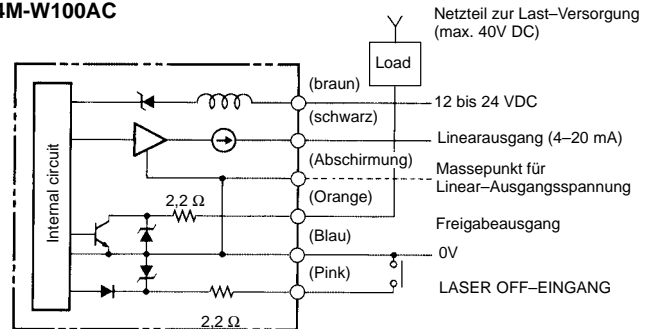 4M-W100AC
Netzteil zur Last–Versorgung
(max. 40V DC)
Load
(braun)
12 bis 24 VDC
(schwarz)
Linearausgang (4–20 mA)
(Abschirmung)
Massepunkt für
Linear–Ausgangsspannung
(Orange)
2,2 Ω
Freigabeausgang
(Blau)
0V
(Pink)
LASER OFF–EINGANG
2,2 Ω
Internal circuit